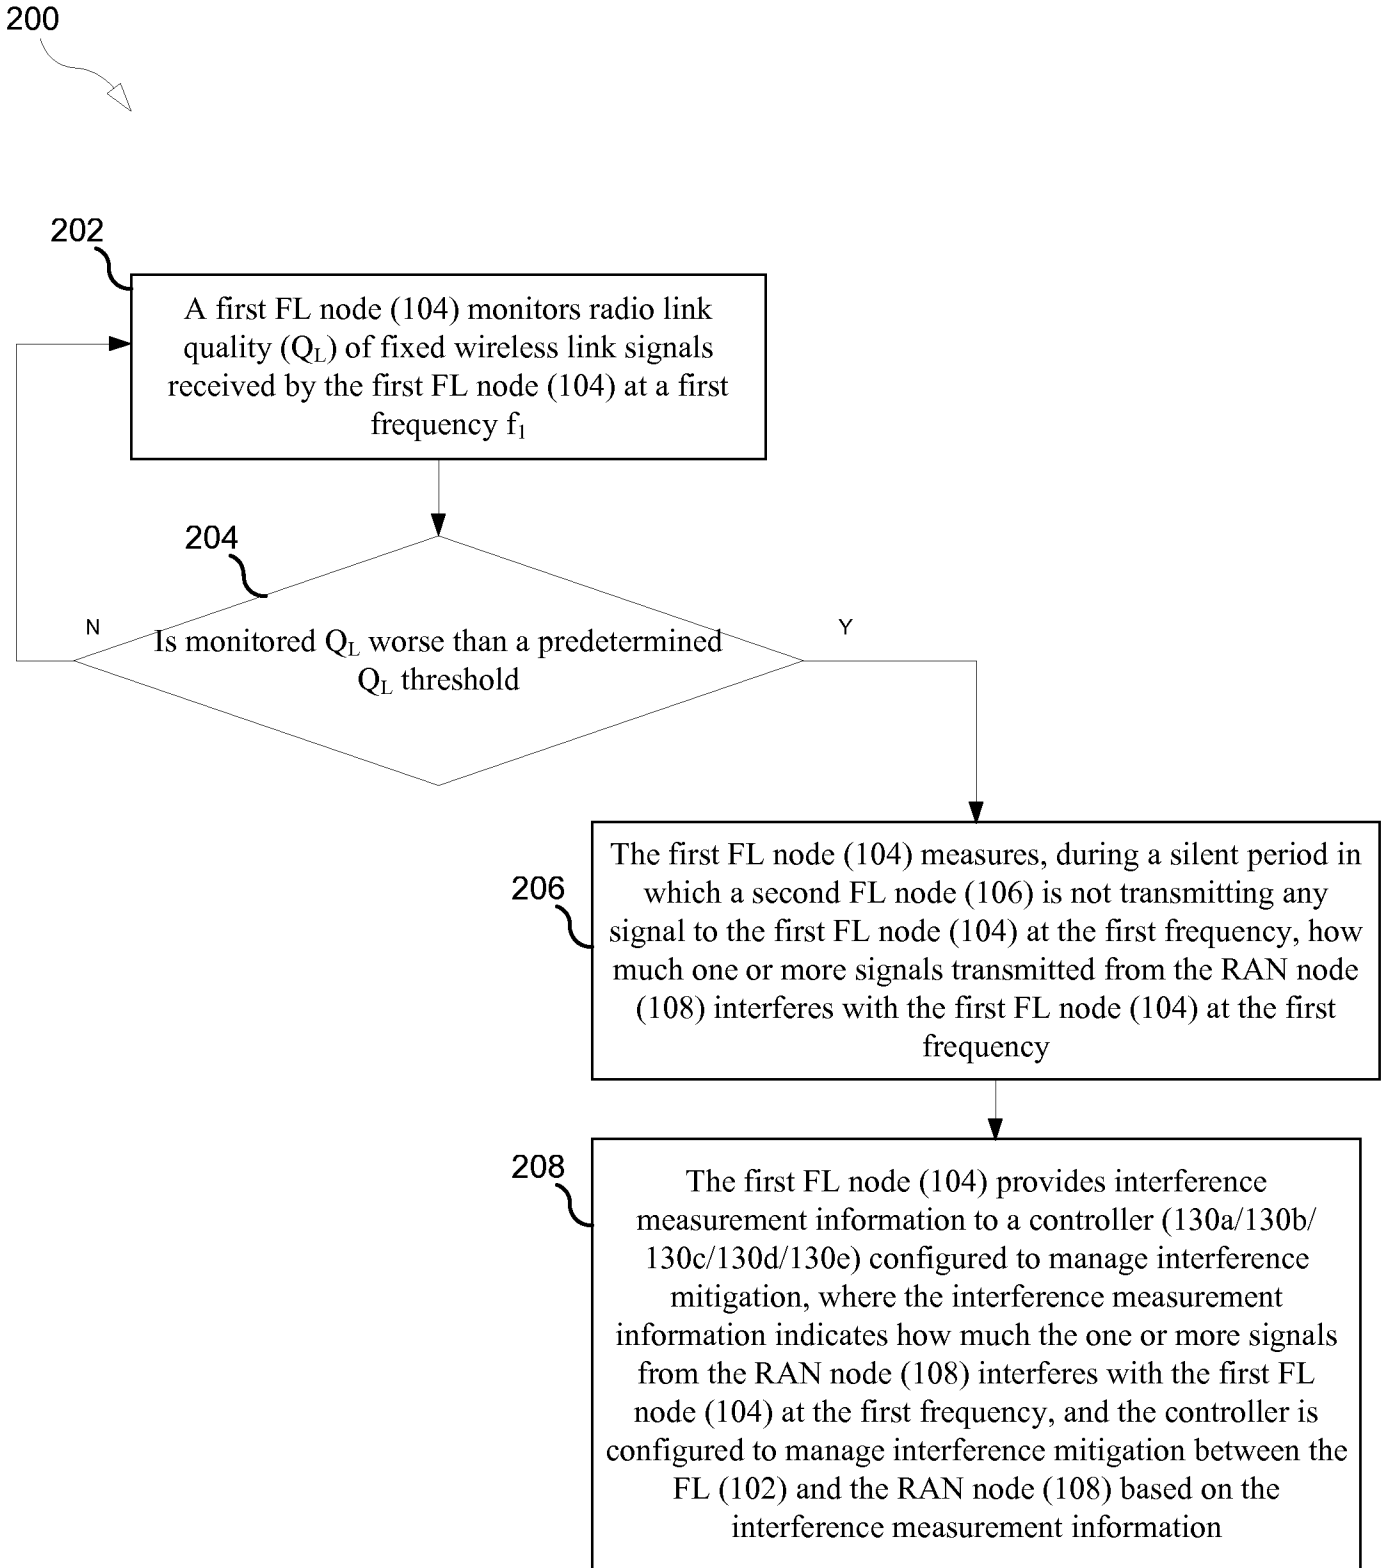 200
202
A first FL node (104) monitors radio link
quality (QL) of fixed wireless link signals
received by the first FL node (104) at a first
frequency f1
204
N
Y
Is monitored QL worse than a predetermined
QL threshold
206
The first FL node (104) measures, during a silent period in
which a second FL node (106) is not transmitting any
signal to the first FL node (104) at the first frequency, how
much one or more signals transmitted from the RAN node
(108) interferes with the first FL node (104) at the first
frequency
208
The first FL node (104) provides interference
measurement information to a controller (130a/130b/
130c/130d/130e) configured to manage interference
mitigation, where the interference measurement
information indicates how much the one or more signals
from the RAN node (108) interferes with the first FL
node (104) at the first frequency, and the controller is
configured to manage interference mitigation between the
FL (102) and the RAN node (108) based on the
interference measurement information